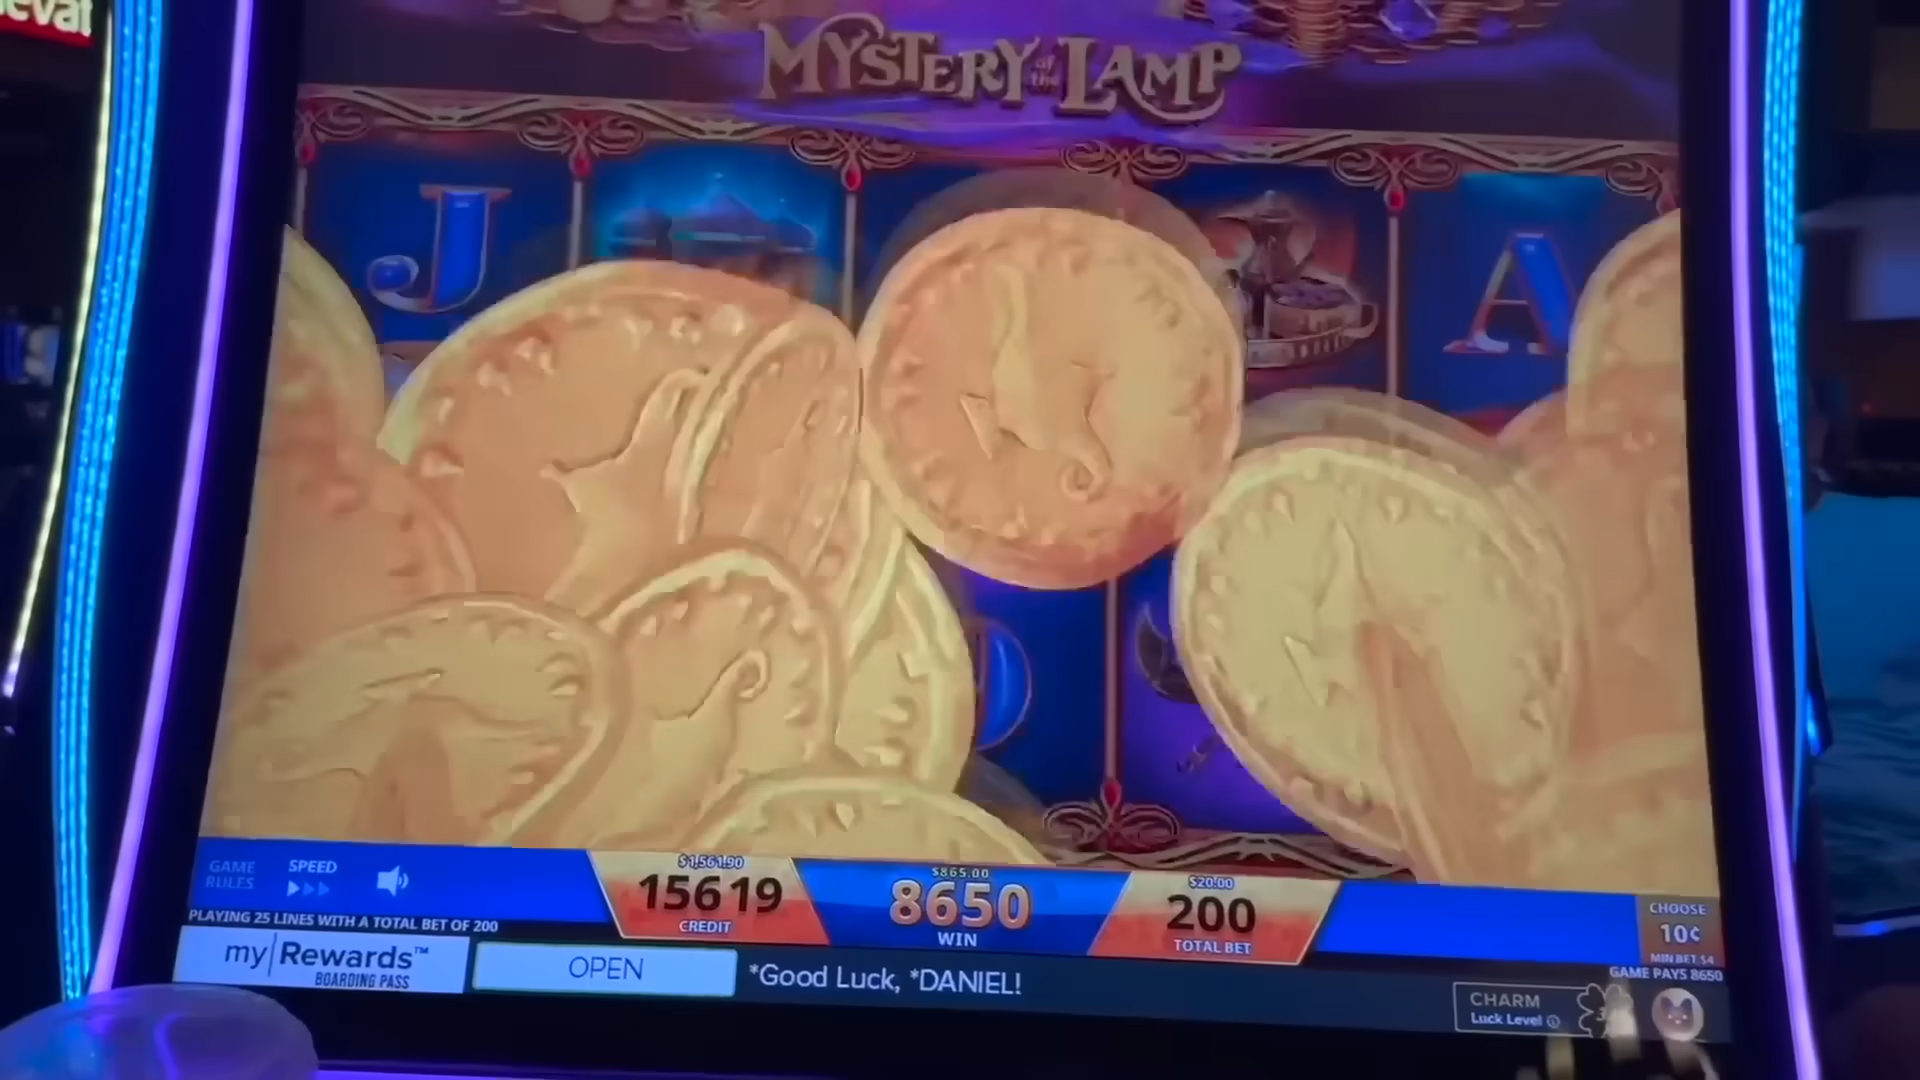 MYSTERY of the LAMP
J
A
GAME RULES
SPEED
$1,561.90
15619
CREDIT
$865.00
8650
WIN
$20.00
200
TOTAL BET
CHOOSE
10¢
MIN BET $4
PLAYING 25 LINES WITH A TOTAL BET OF 200
GAME PAYS 8650
my|Rewards™
BOARDING PASS
OPEN
*Good Luck, *DANIEL!
CHARM
Luck Level